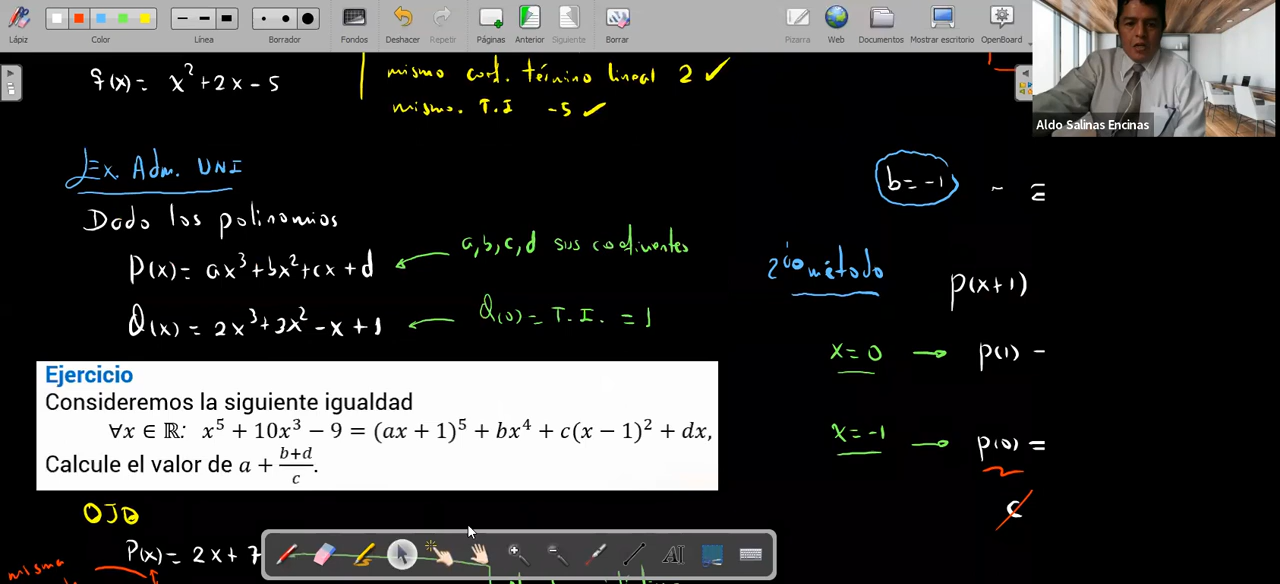 Lápiz Color Línea Borrador Fondos Deshacer Repetir Páginas Anterior Siguiente Borrar Pizarra Web Documentos Mostrar escritorio OpenBoard
Aldo Salinas Encinas
f(x) = x² + 2x - 5
mismo coef. término lineal 2 ✓
mismo. T.I -5 ✓
Ex. Adm. UNI
Dado los polinomios
P(x) = ax³ + bx² + cx + d
a, b, c, d sus coeficientes
Q(x) = 2x³ + 3x² - x + 1
Q(0) = T.I. = 1
Ejercicio
Consideremos la siguiente igualdad
∀x ∈ ℝ: x⁵ + 10x³ − 9 = (ax + 1)⁵ + bx⁴ + c(x − 1)² + dx,
Calcule el valor de a + (b+d)/c.
OJO
P(x) = 2x + 7
misma
b = -1
2do método
P(x+1)
x = 0 → P(1) -
x = -1 → P(0) =
AI